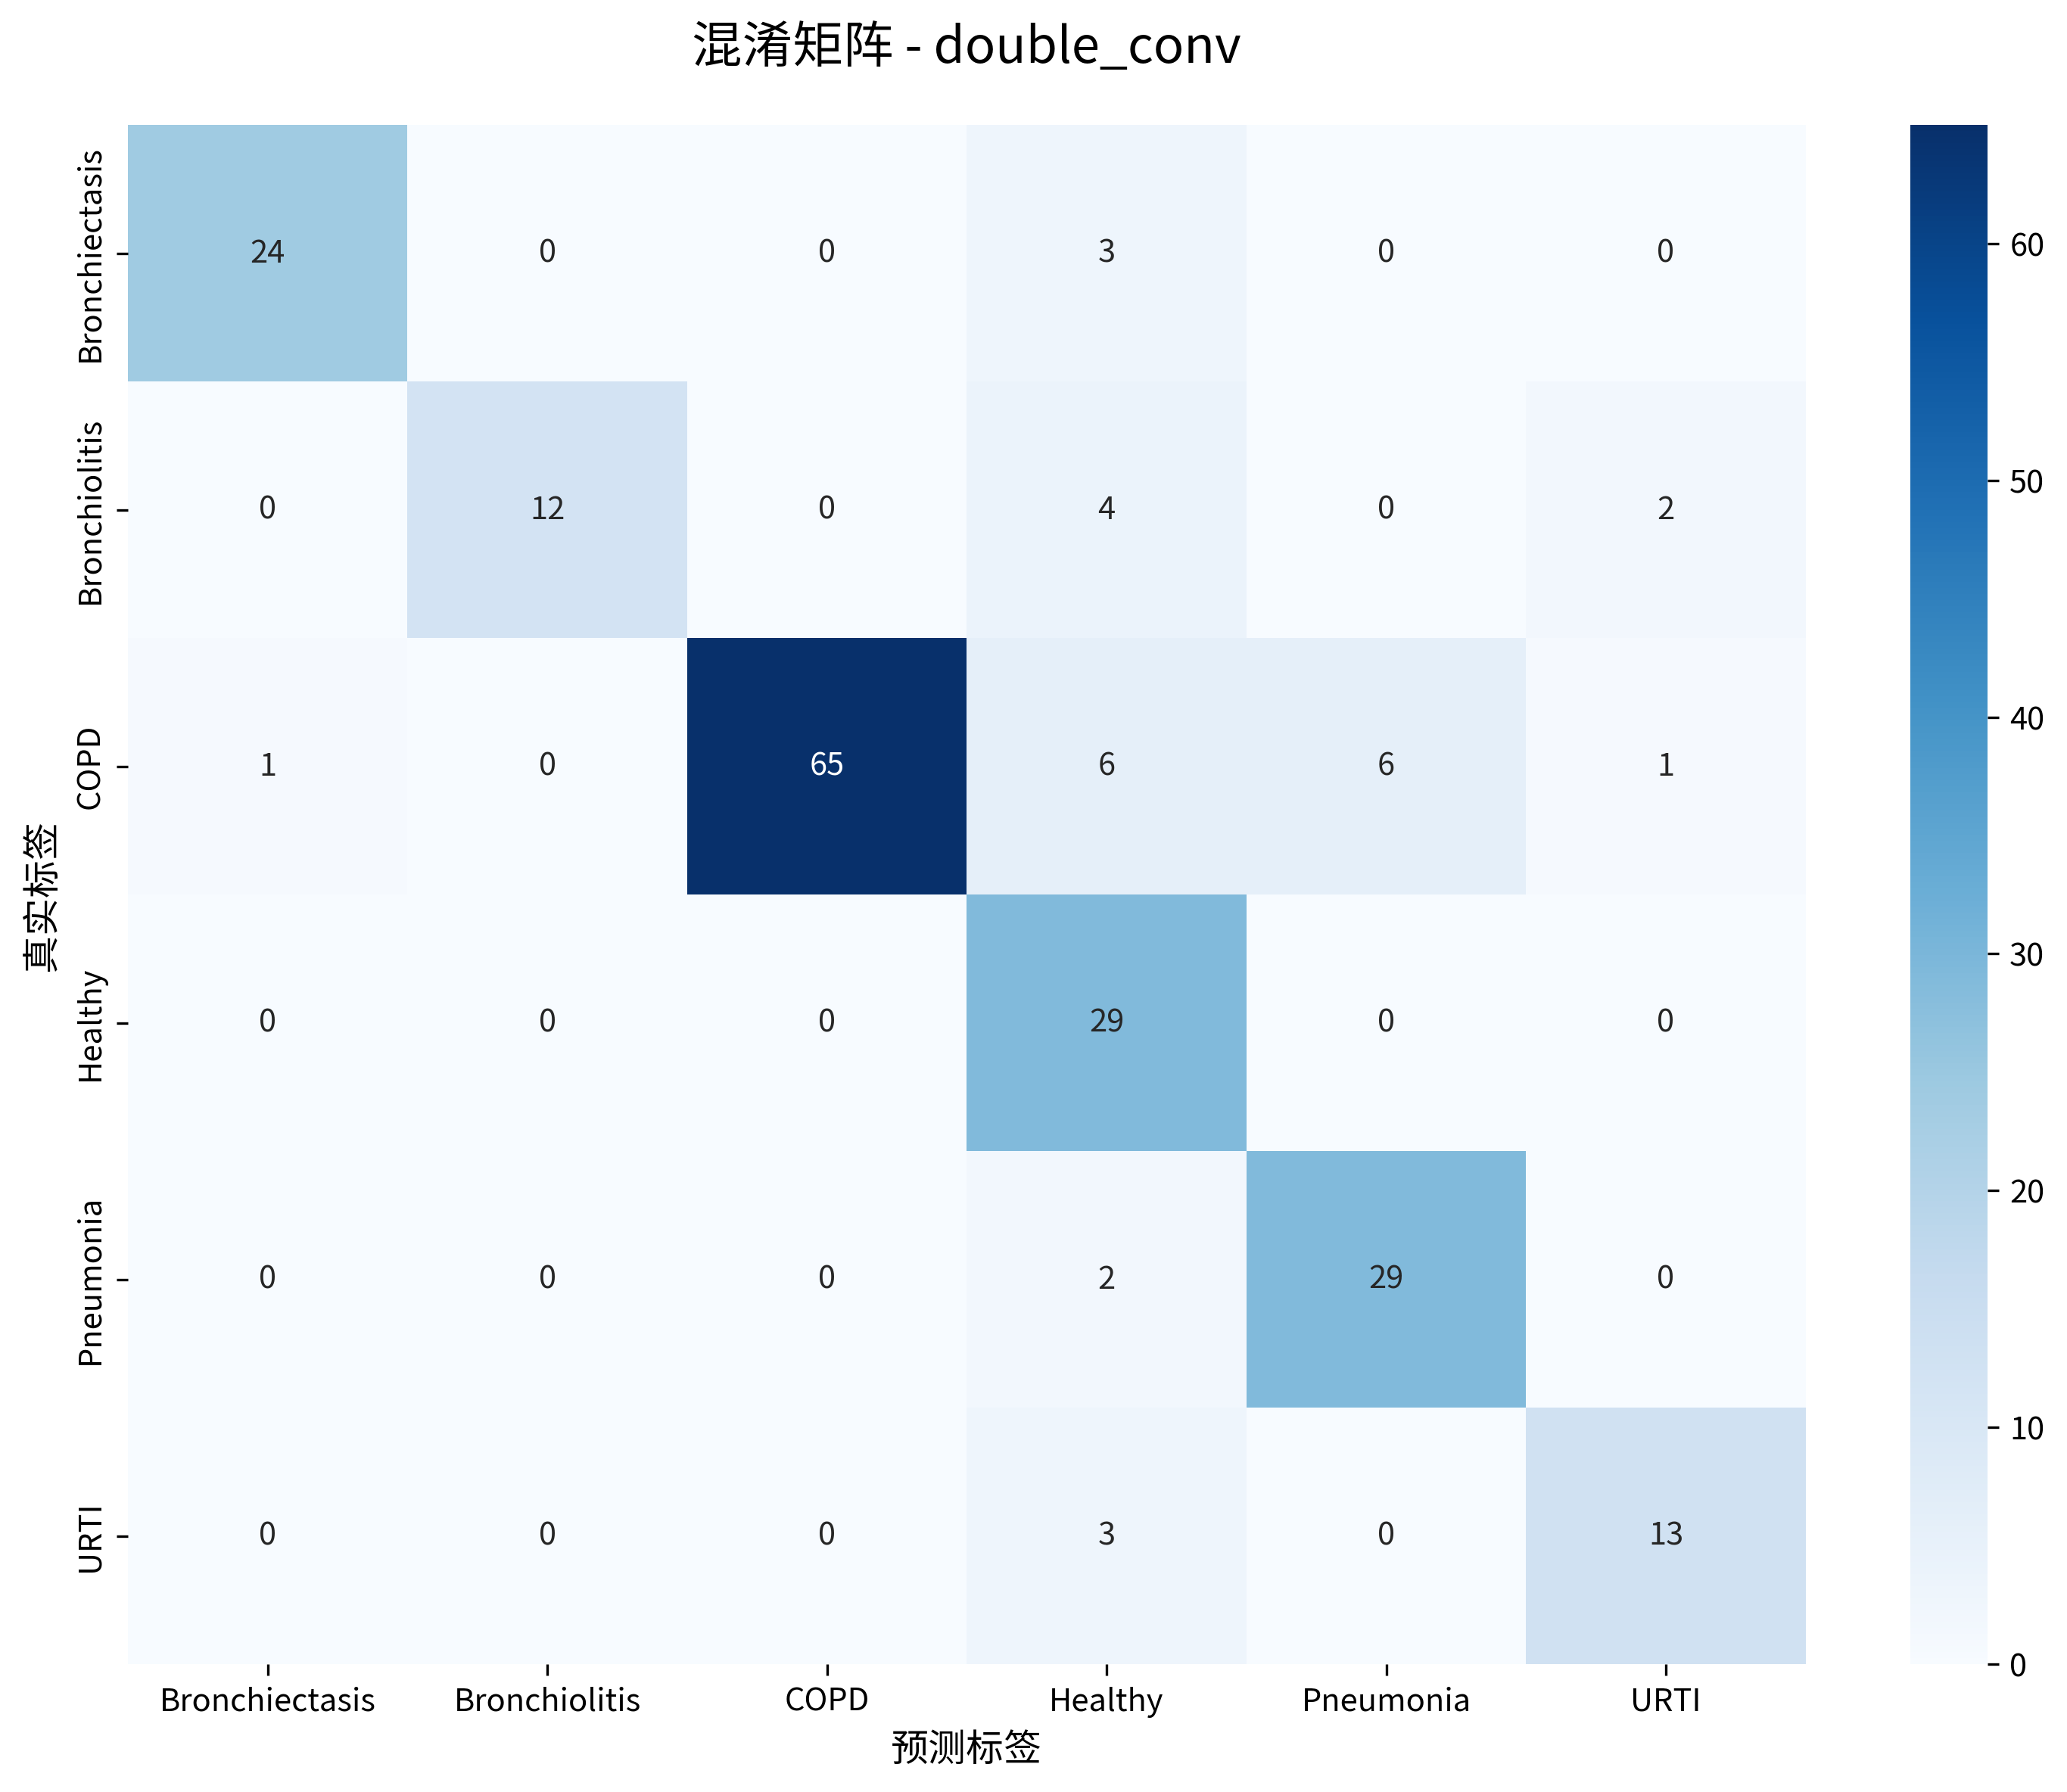 混淆矩阵 - double_conv
真实标签
Bronchiectasis 24 0 0 3 0 0
Bronchiolitis 0 12 0 4 0 2
COPD 1 0 65 6 6 1
Healthy 0 0 0 29 0 0
Pneumonia 0 0 0 2 29 0
URTI 0 0 0 3 0 13
Bronchiectasis Bronchiolitis COPD Healthy Pneumonia URTI
预测标签
60
50
40
30
20
10
0